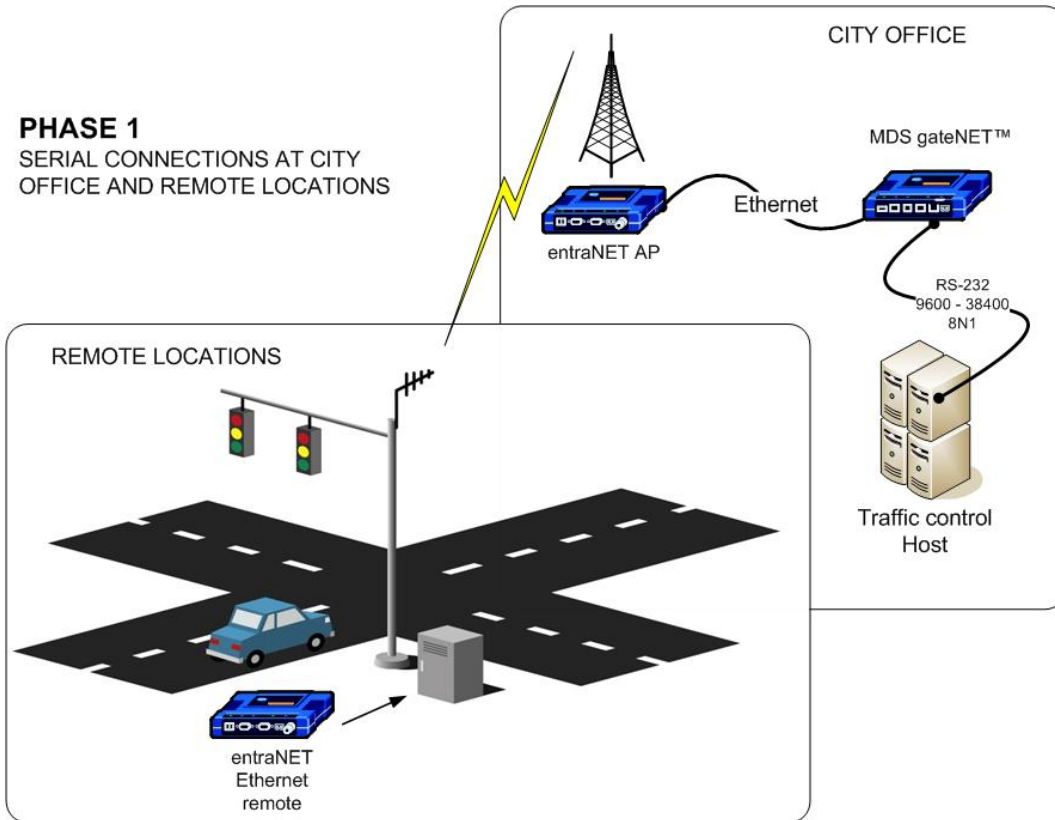 PHASE 1
SERIAL CONNECTIONS AT CITY
OFFICE AND REMOTE LOCATIONS
CITY OFFICE
MDS gateNET™
Ethernet
entraNET AP
RS-232
9600 - 38400
8N1
Traffic control
Host
REMOTE LOCATIONS
entraNET
Ethernet
remote